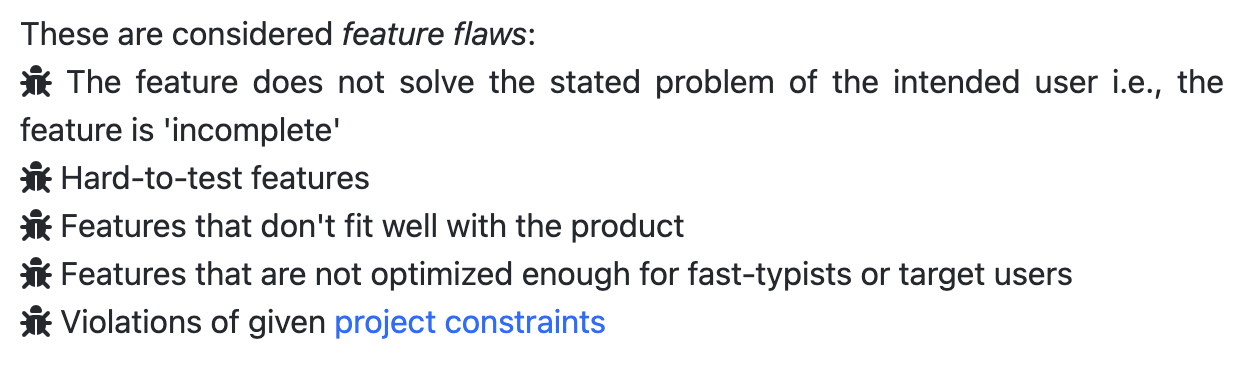 These are considered feature flaws:
The feature does not solve the stated problem of the intended user i.e., the
feature is 'incomplete'
Hard-to-test features
Features that don't fit well with the product
Features that are not optimized enough for fast-typists or target users
Violations of given project constraints